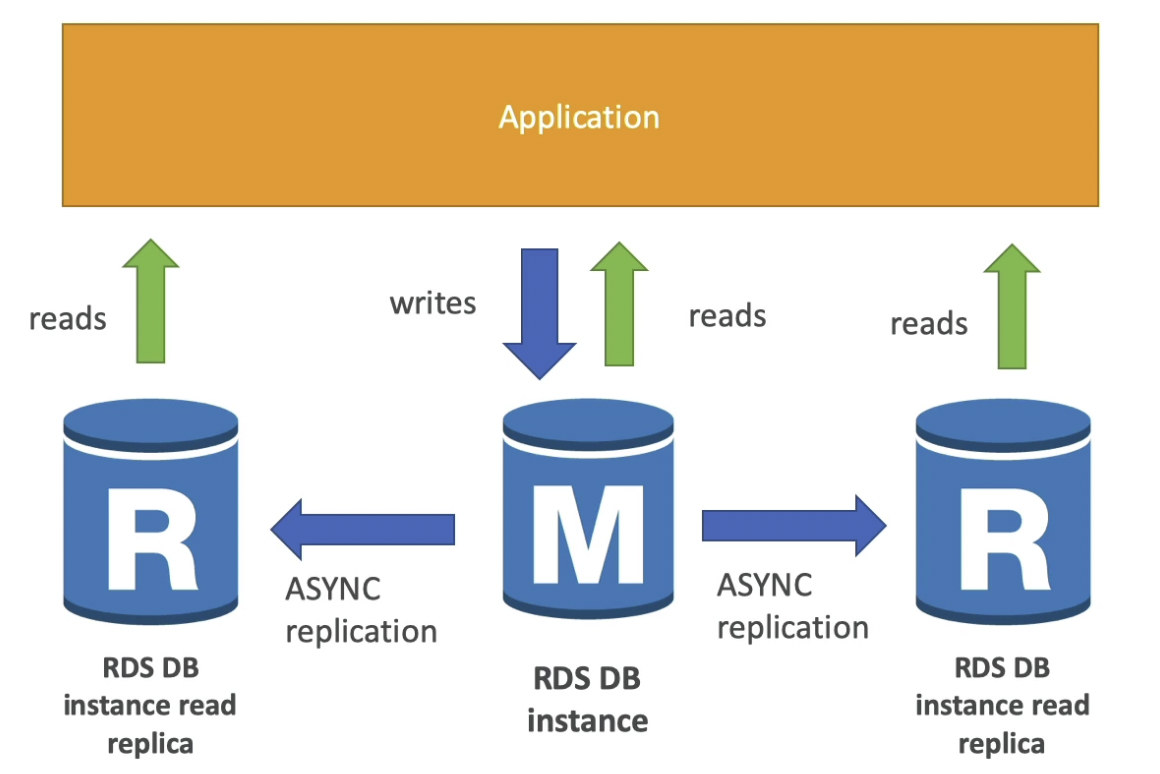 Application
reads
writes
reads
reads
R
M
R
ASYNC
replication
ASYNC
replication
RDS DB
instance read
replica
RDS DB
instance
RDS DB
instance read
replica